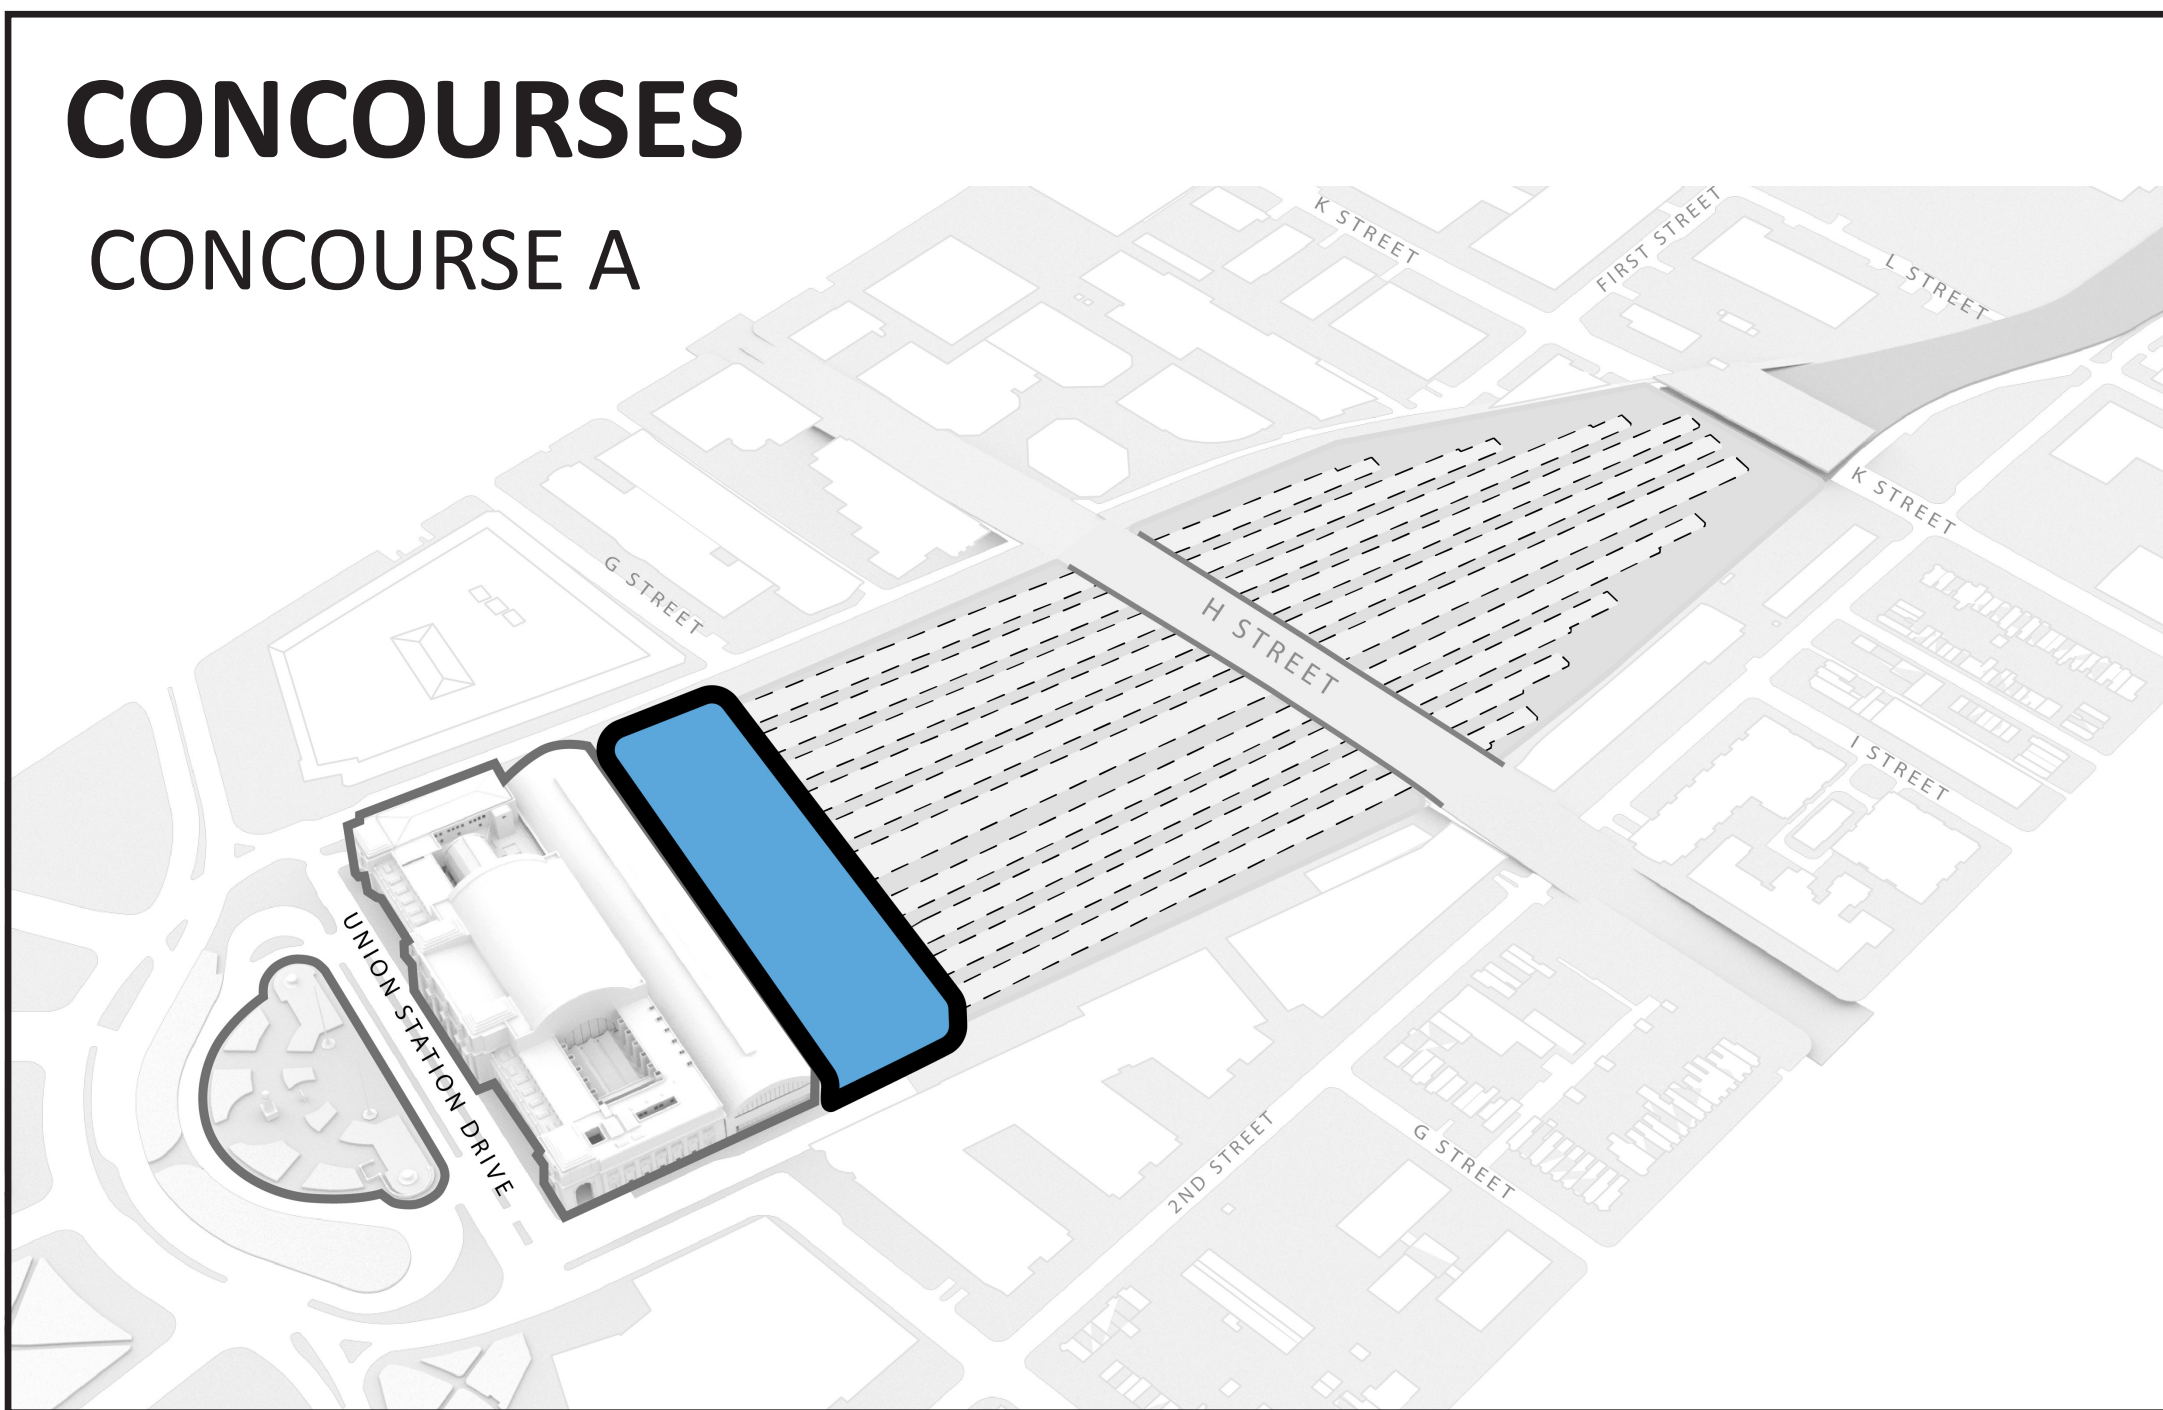 CONCOURSES
CONCOURSE A
K STREET
FIRST STREET
L STREET
K STREET
G STREET
H STREET
I STREET
UNION STATION DRIVE
2ND STREET
G STREET